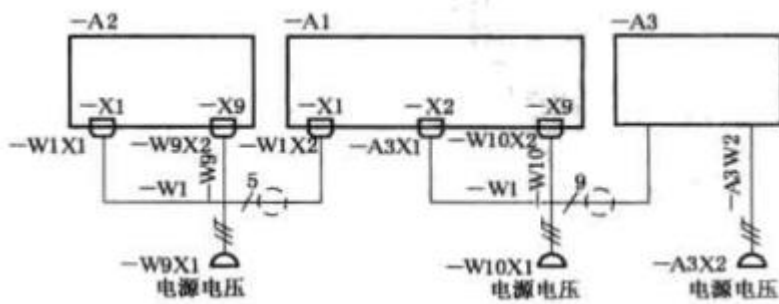 —A2
—A1
—A3
—X1
—X9
—X1
—X2
—X9
—W1X1
—W9X2
—W1X2
—A3X1
—W10X2
—W9
—W10
—A3W2
—W1
5
—W1
9
—W9X1
—W10X1
—A3X2
电源电压
电源电压
电源电压